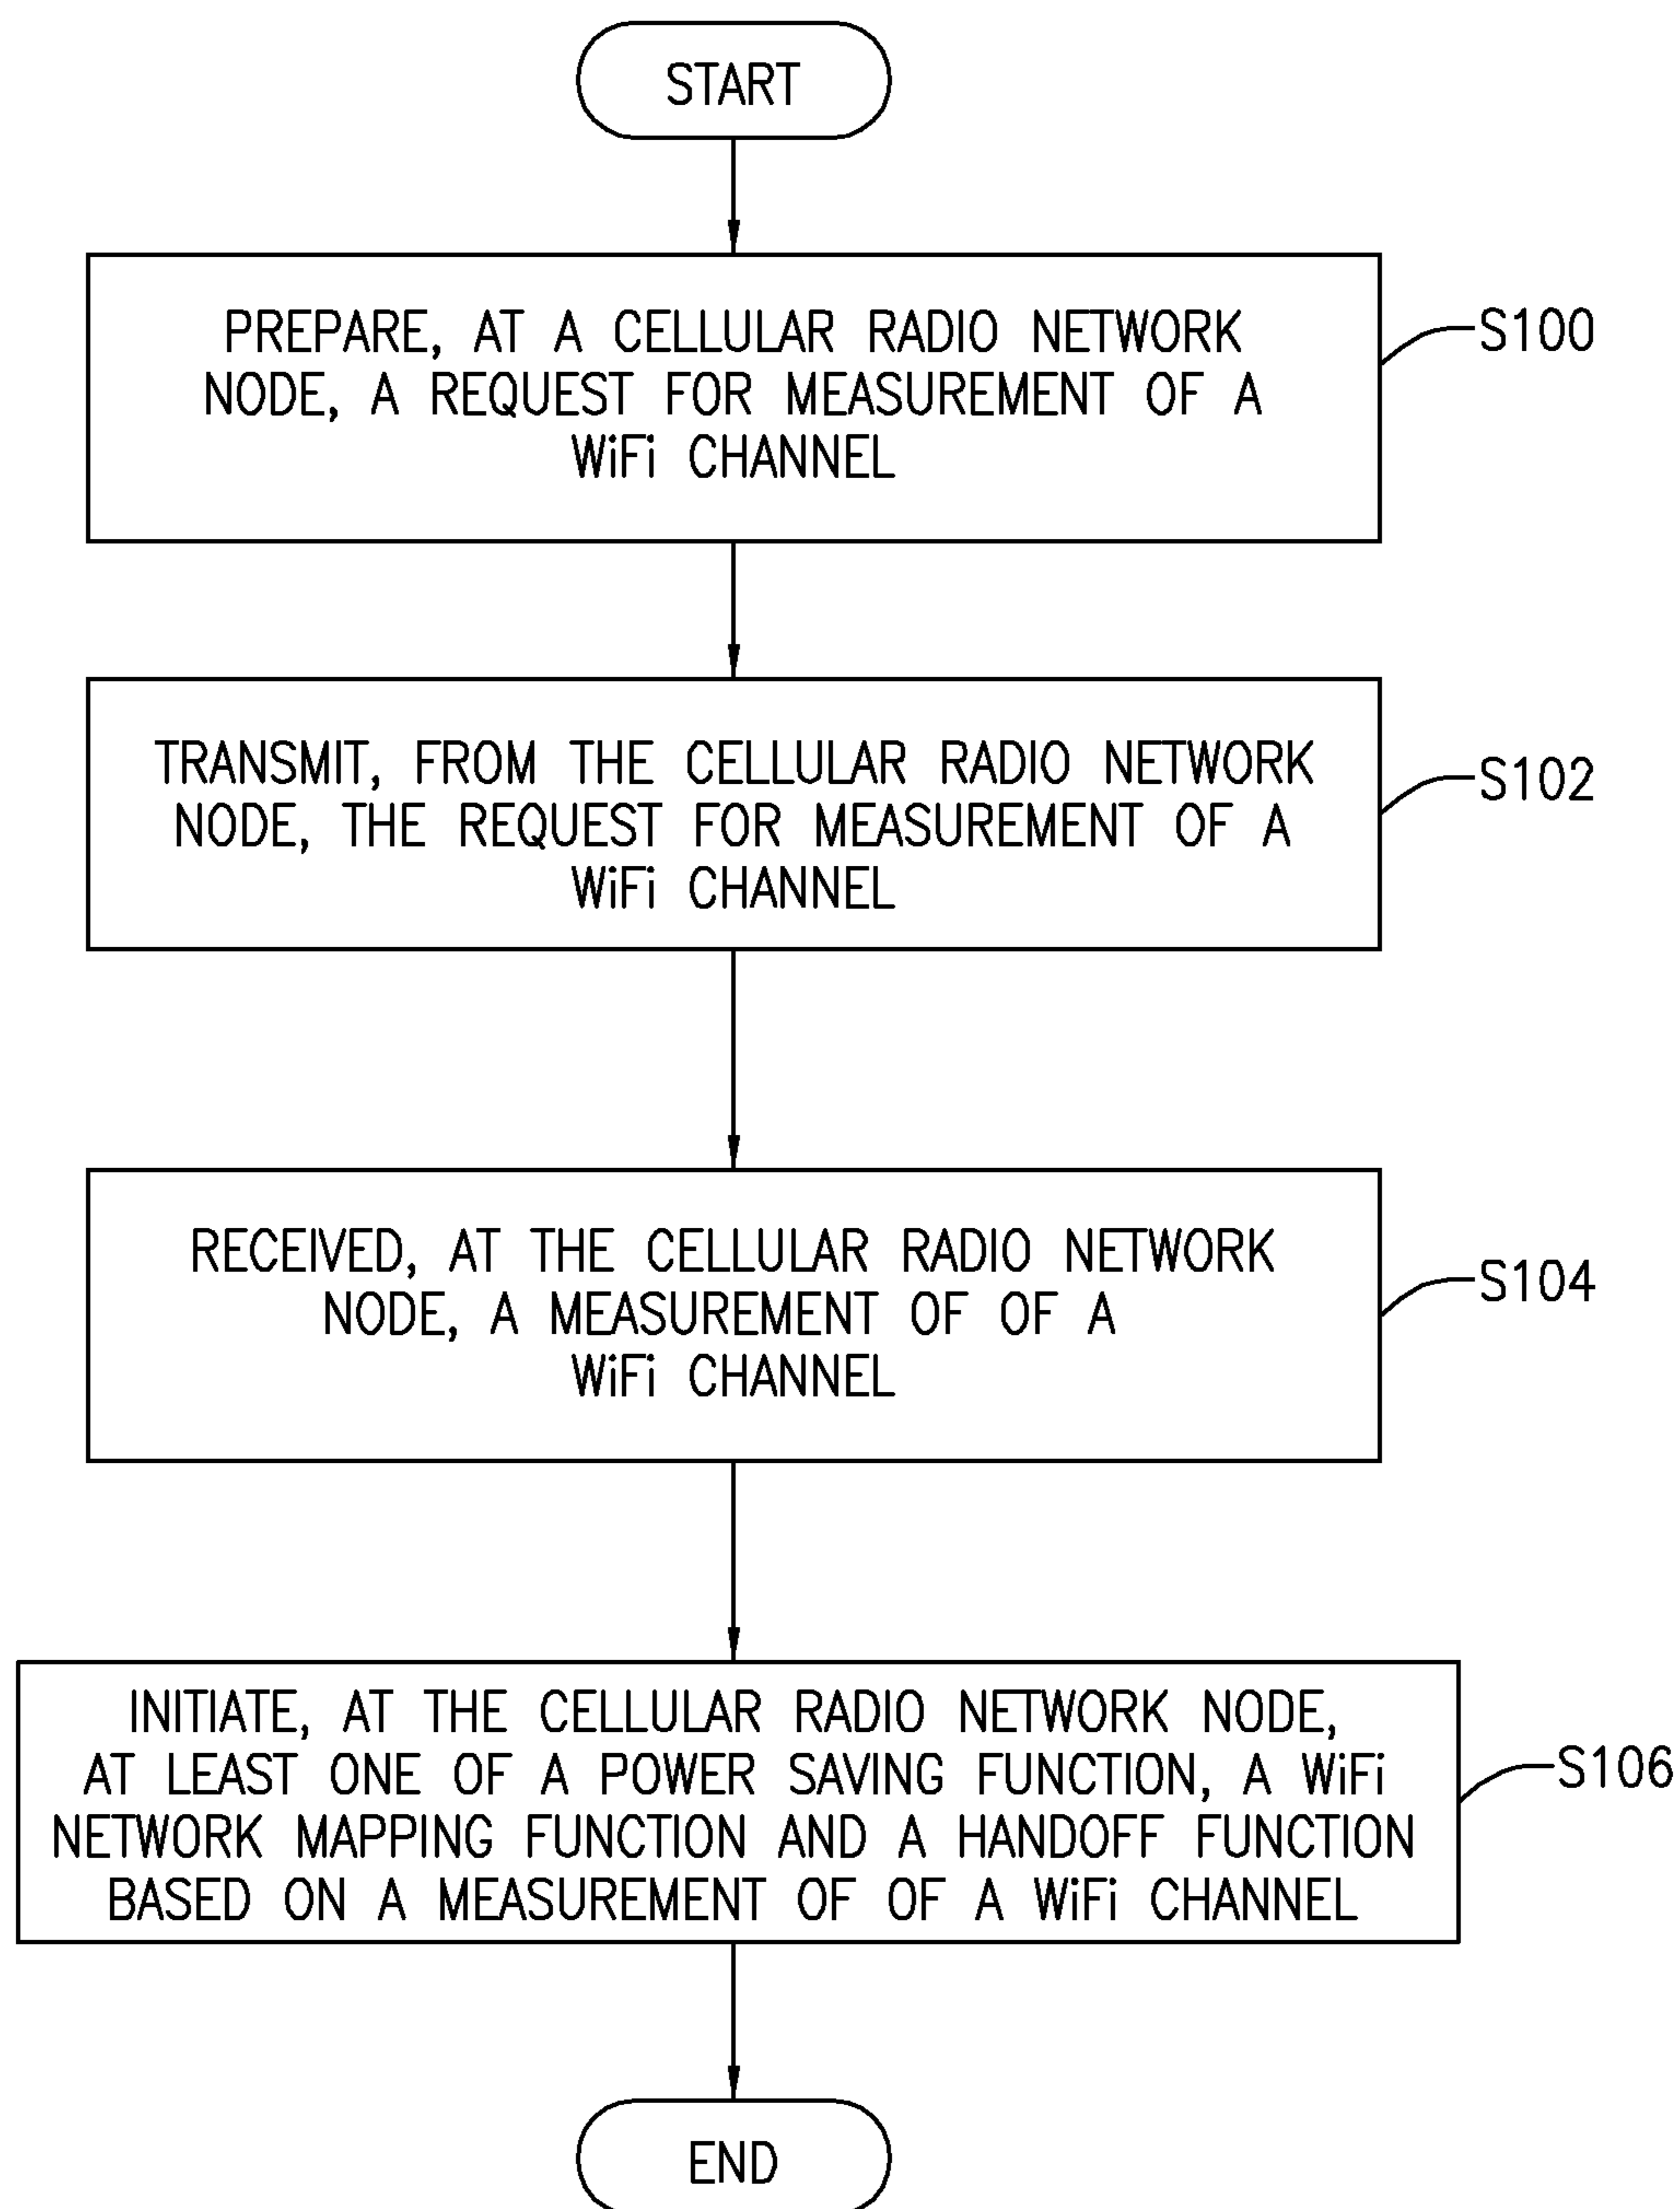 START
PREPARE, AT A CELLULAR RADIO NETWORK
NODE, A REQUEST FOR MEASUREMENT OF A
WiFi CHANNEL
S100
TRANSMIT, FROM THE CELLULAR RADIO NETWORK
NODE, THE REQUEST FOR MEASUREMENT OF A
WiFi CHANNEL
S102
RECEIVED, AT THE CELLULAR RADIO NETWORK
NODE, A MEASUREMENT OF OF A
WiFi CHANNEL
S104
INITIATE, AT THE CELLULAR RADIO NETWORK NODE,
AT LEAST ONE OF A POWER SAVING FUNCTION, A WiFi
NETWORK MAPPING FUNCTION AND A HANDOFF FUNCTION
BASED ON A MEASUREMENT OF OF A WiFi CHANNEL
S106
END